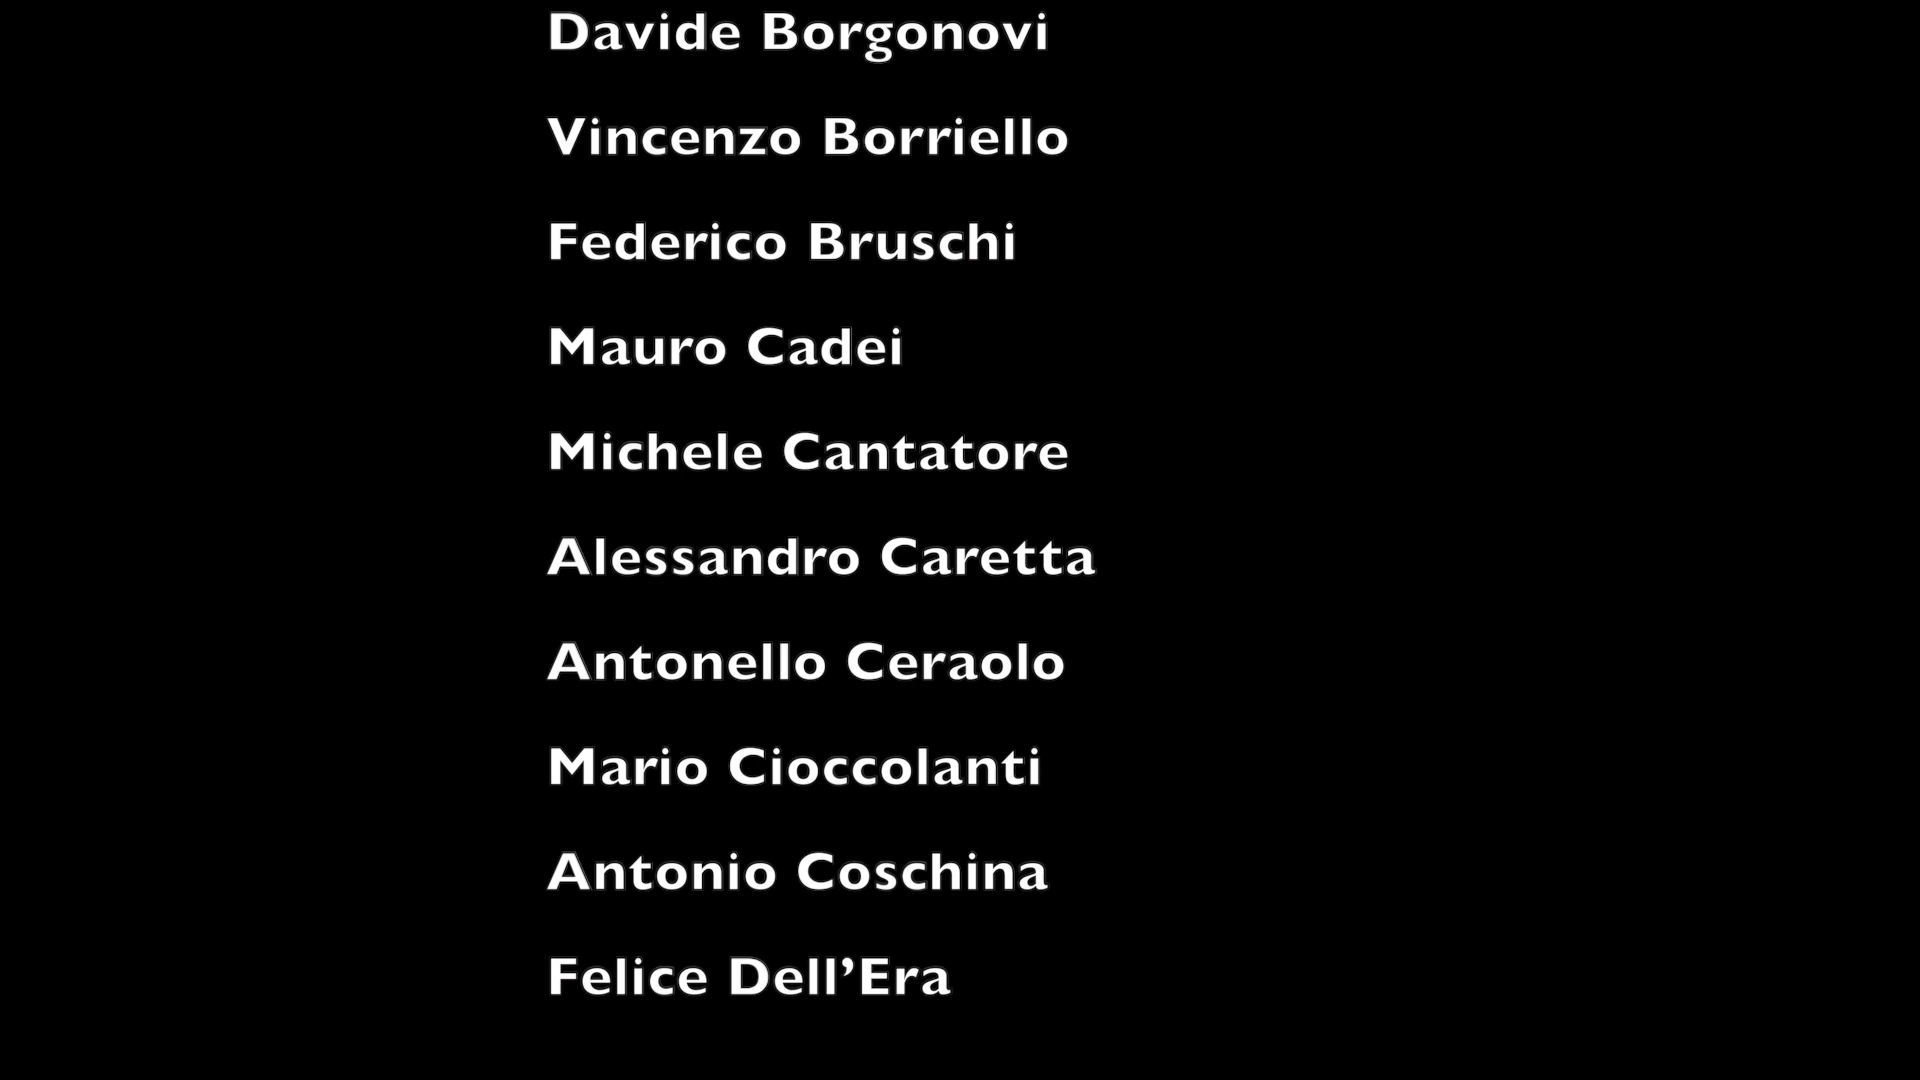 Davide Borgonovi
Vincenzo Borriello
Federico Bruschi
Mauro Cadei
Michele Cantatore
Alessandro Caretta
Antonello Ceraolo
Mario Cioccolanti
Antonio Coschina
Felice Dell’Era